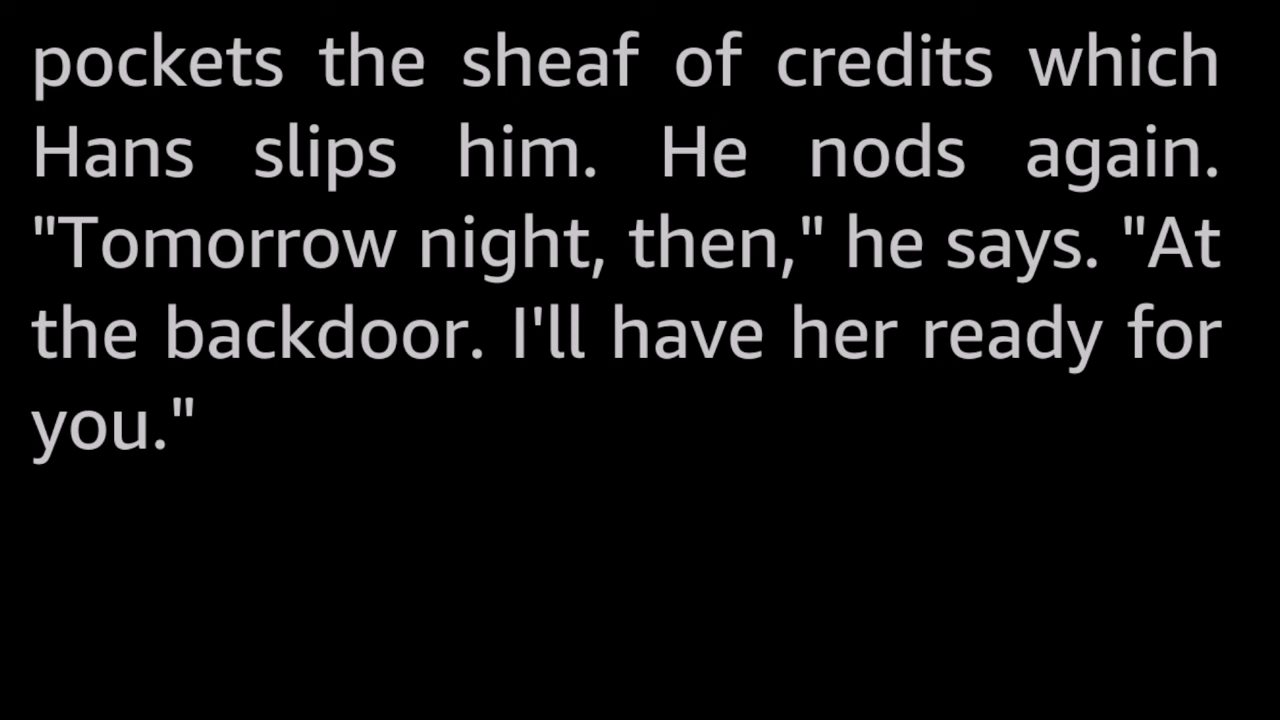 pockets the sheaf of credits which
Hans slips him. He nods again.
"Tomorrow night, then," he says. "At
the backdoor. I'll have her ready for
you."